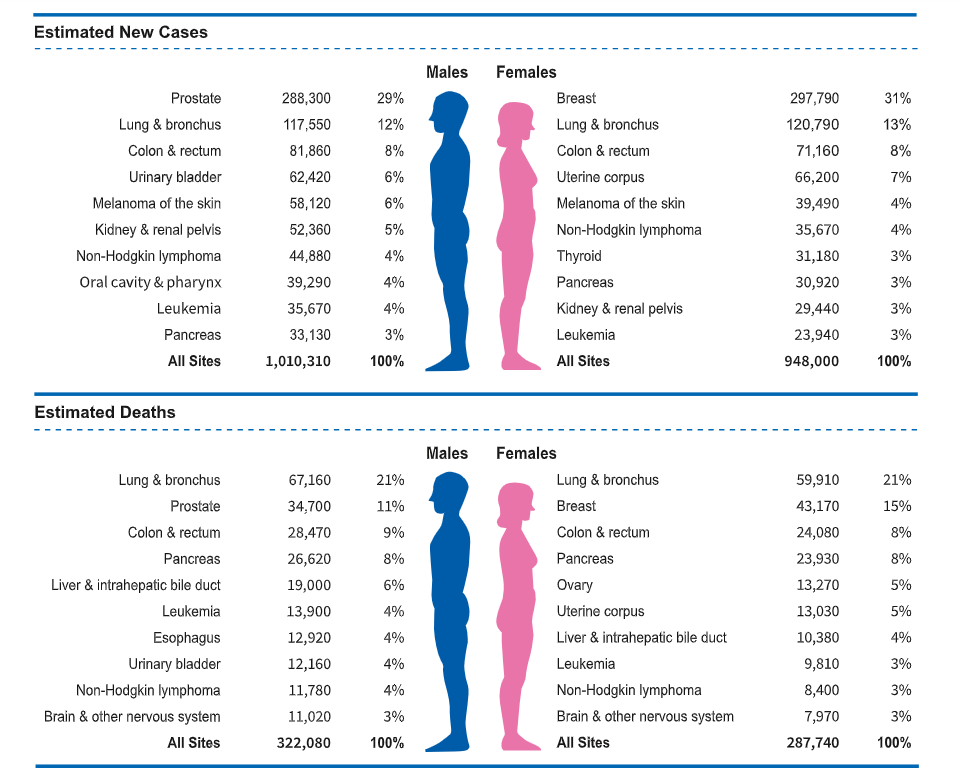 Estimated New Cases
Males Females
Prostate 288,300 29% Breast 297,790 31%
Lung & bronchus 117,550 12% Lung & bronchus 120,790 13%
Colon & rectum 81,860 8% Colon & rectum 71,160 8%
Urinary bladder 62,420 6% Uterine corpus 66,200 7%
Melanoma of the skin 58,120 6% Melanoma of the skin 39,490 4%
Kidney & renal pelvis 52,360 5% Non-Hodgkin lymphoma 35,670 4%
Non-Hodgkin lymphoma 44,880 4% Thyroid 31,180 3%
Oral cavity & pharynx 39,290 4% Pancreas 30,920 3%
Leukemia 35,670 4% Kidney & renal pelvis 29,440 3%
Pancreas 33,130 3% Leukemia 23,940 3%
All Sites 1,010,310 100% All Sites 948,000 100%
Estimated Deaths
Males Females
Lung & bronchus 67,160 21% Lung & bronchus 59,910 21%
Prostate 34,700 11% Breast 43,170 15%
Colon & rectum 28,470 9% Colon & rectum 24,080 8%
Pancreas 26,620 8% Pancreas 23,930 8%
Liver & intrahepatic bile duct 19,000 6% Ovary 13,270 5%
Leukemia 13,900 4% Uterine corpus 13,030 5%
Esophagus 12,920 4% Liver & intrahepatic bile duct 10,380 4%
Urinary bladder 12,160 4% Leukemia 9,810 3%
Non-Hodgkin lymphoma 11,780 4% Non-Hodgkin lymphoma 8,400 3%
Brain & other nervous system 11,020 3% Brain & other nervous system 7,970 3%
All Sites 322,080 100% All Sites 287,740 100%